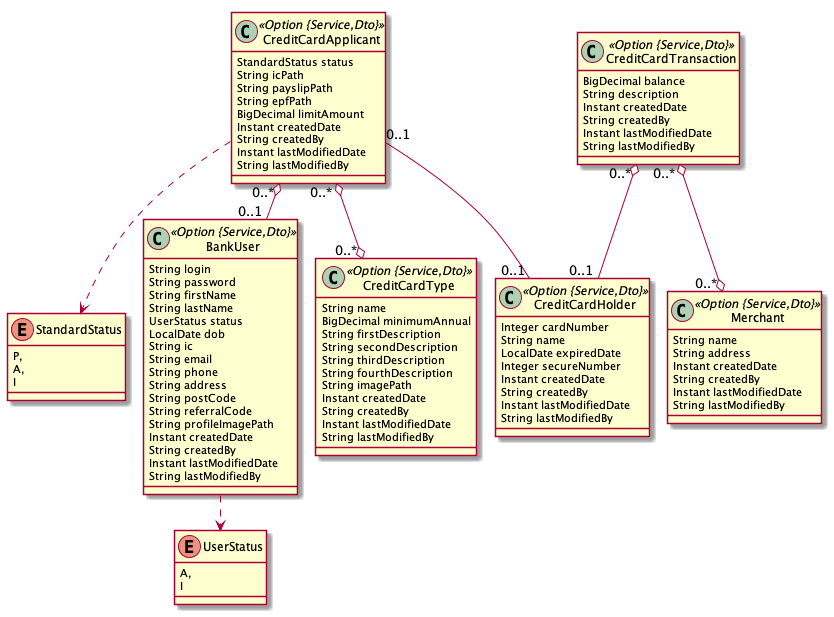 C
«Option {Service,Dto}»
CreditCardApplicant
StandardStatus status
String icPath
String payslipPath
String epfPath
BigDecimal limitAmount
Instant createdDate
String createdBy
Instant lastModifiedDate
String lastModifiedBy
C
«Option {Service,Dto}»
CreditCardTransaction
BigDecimal balance
String description
Instant createdDate
String createdBy
Instant lastModifiedDate
String lastModifiedBy
0..1
0..*
0..*
0..*
0..*
0..1
0..*
0..1
0..1
0..*
C
«Option {Service,Dto}»
BankUser
String login
String password
String firstName
String lastName
UserStatus status
LocalDate dob
String ic
String email
String phone
String address
String postCode
String referralCode
String profileImagePath
Instant createdDate
String createdBy
Instant lastModifiedDate
String lastModifiedBy
C
«Option {Service,Dto}»
CreditCardType
String name
BigDecimal minimumAnnual
String firstDescription
String secondDescription
String thirdDescription
String fourthDescription
String imagePath
Instant createdDate
String createdBy
Instant lastModifiedDate
String lastModifiedBy
C
«Option {Service,Dto}»
CreditCardHolder
Integer cardNumber
String name
LocalDate expiredDate
Integer secureNumber
Instant createdDate
String createdBy
Instant lastModifiedDate
String lastModifiedBy
C
«Option {Service,Dto}»
Merchant
String name
String address
Instant createdDate
String createdBy
Instant lastModifiedDate
String lastModifiedBy
E StandardStatus
P,
A,
I
E UserStatus
A,
I